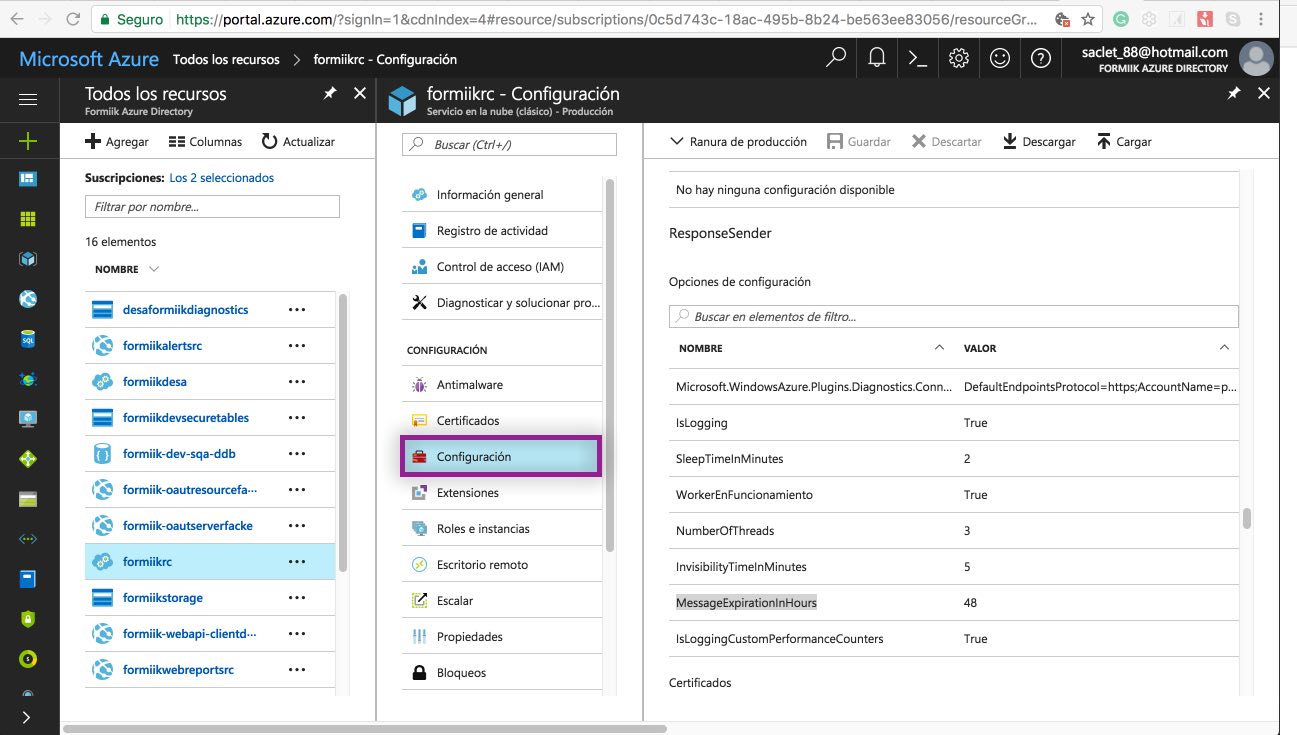 Seguro
https://portal.azure.com/?signIn=1&cdnIndex=4#resource/subscriptions/0c5d743c-18ac-495b-8b24-be563ee83056/resourceGr...
Microsoft Azure Todos los recursos > formiikrc - Configuración
saclet_88@hotmail.com
FORMIIK AZURE DIRECTORY
Todos los recursos
Formiik Azure Directory
Agregar Columnas Actualizar
Suscripciones: Los 2 seleccionados
Filtrar por nombre...
16 elementos
NOMBRE
desaformiikdiagnostics
formiikalertsrc
formiikdesa
formiikdevsecuretables
formiik-dev-sqa-ddb
formiik-oautresourcefa...
formiik-oautserverfacke
formiikrc
formiikstorage
formiik-webapi-clientd...
formiikwebreportsrc
formiikrc - Configuración
Servicio en la nube (clásico) - Producción
Buscar (Ctrl+/)
Información general
Registro de actividad
Control de acceso (IAM)
Diagnosticar y solucionar pro...
CONFIGURACIÓN
Antimalware
Certificados
Configuración
Extensiones
Roles e instancias
Escritorio remoto
Escalar
Propiedades
Bloqueos
Ranura de producción Guardar Descartar Descargar Cargar
No hay ninguna configuración disponible
ResponseSender
Opciones de configuración
Buscar en elementos de filtro...
NOMBRE VALOR
Microsoft.WindowsAzure.Plugins.Diagnostics.Conn... DefaultEndpointsProtocol=https;AccountName=p...
IsLogging True
SleepTimeInMinutes 2
WorkerEnFuncionamiento True
NumberOfThreads 3
InvisibilityTimeInMinutes 5
MessageExpirationInHours 48
IsLoggingCustomPerformanceCounters True
Certificados